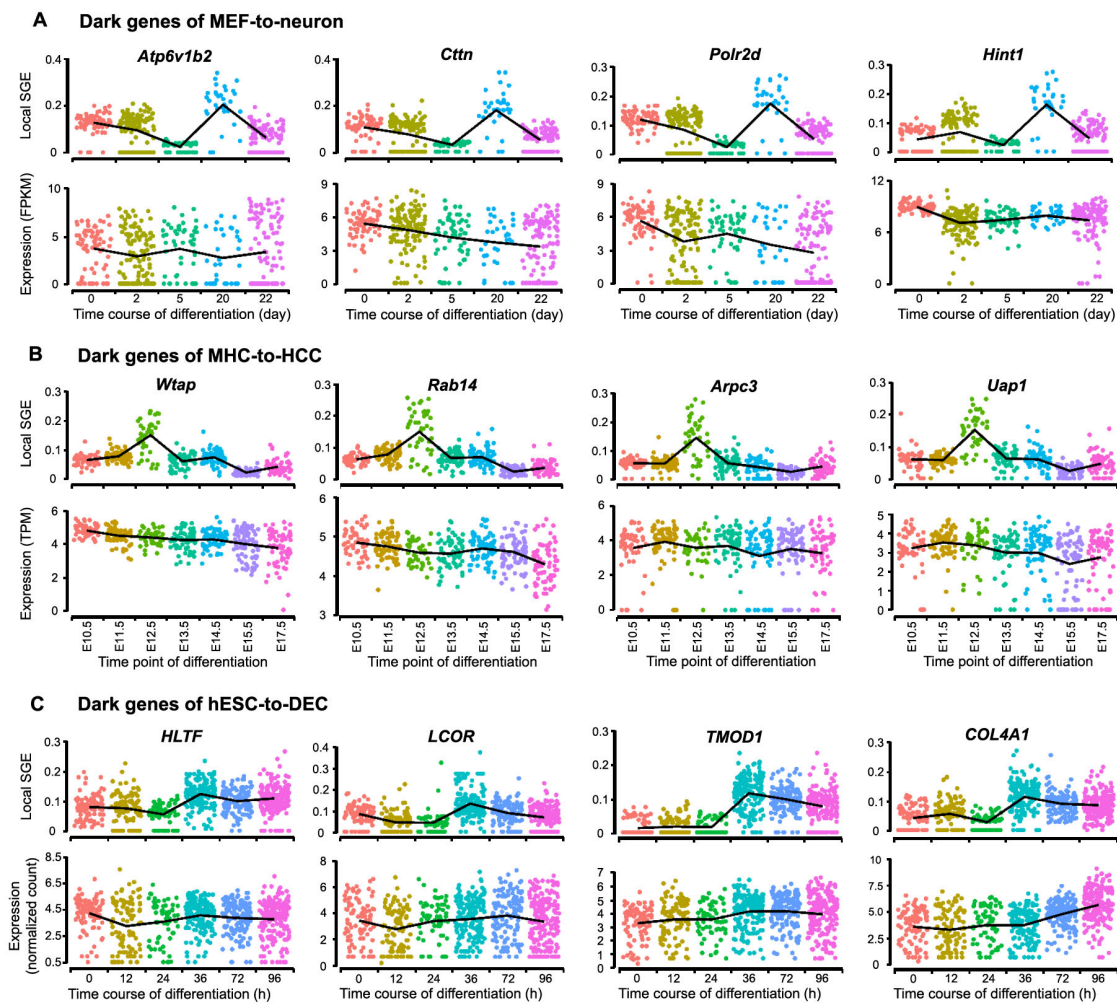 A Dark genes of MEF-to-neuron
Atp6v1b2 Cttn Polr2d Hint1
Local SGE
0.4 0.3 0.3 0.3
0.2 0.2 0.2 0.2
0.1 0.1 0.1
0 0 0 0
Expression (FPKM)
10 9 9 12
5 6 6 6
3 3
0 0 0 0
0 2 5 20 22 0 2 5 20 22 0 2 5 20 22 0 2 5 20 22
Time course of differentiation (day) Time course of differentiation (day) Time course of differentiation (day) Time course of differentiation (day)
B Dark genes of MHC-to-HCC
Wtap Rab14 Arpc3 Uap1
Local SGE
0.3 0.3 0.3 0.3
0.2 0.2 0.2 0.2
0.1 0.1 0.1 0.1
0 0 0 0
Expression (TPM)
6 6 6 5
4 5 4 4
2 4 2 3
0 3 0 2
1
0
E10.5 E11.5 E12.5 E13.5 E14.5 E15.5 E17.5 E10.5 E11.5 E12.5 E13.5 E14.5 E15.5 E17.5 E10.5 E11.5 E12.5 E13.5 E14.5 E15.5 E17.5 E10.5 E11.5 E12.5 E13.5 E14.5 E15.5 E17.5
Time point of differentiation Time point of differentiation Time point of differentiation Time point of differentiation
C Dark genes of hESC-to-DEC
HLTF LCOR TMOD1 COL4A1
Local SGE
0.3 0.4 0.3 0.3
0.2 0.3 0.2 0.2
0.1 0.2 0.1 0.1
0 0.1 0 0
0
Expression
(normalized count)
8.5 8 7 10
6.5 6 6 7.5
4.5 4 5 5.0
2.5 2 4 2.5
0.5 0 3 0
2
1
0
0 12 24 36 72 96 0 12 24 36 72 96 0 12 24 36 72 96 0 12 24 36 72 96
Time course of differentiation (h) Time course of differentiation (h) Time course of differentiation (h) Time course of differentiation (h)